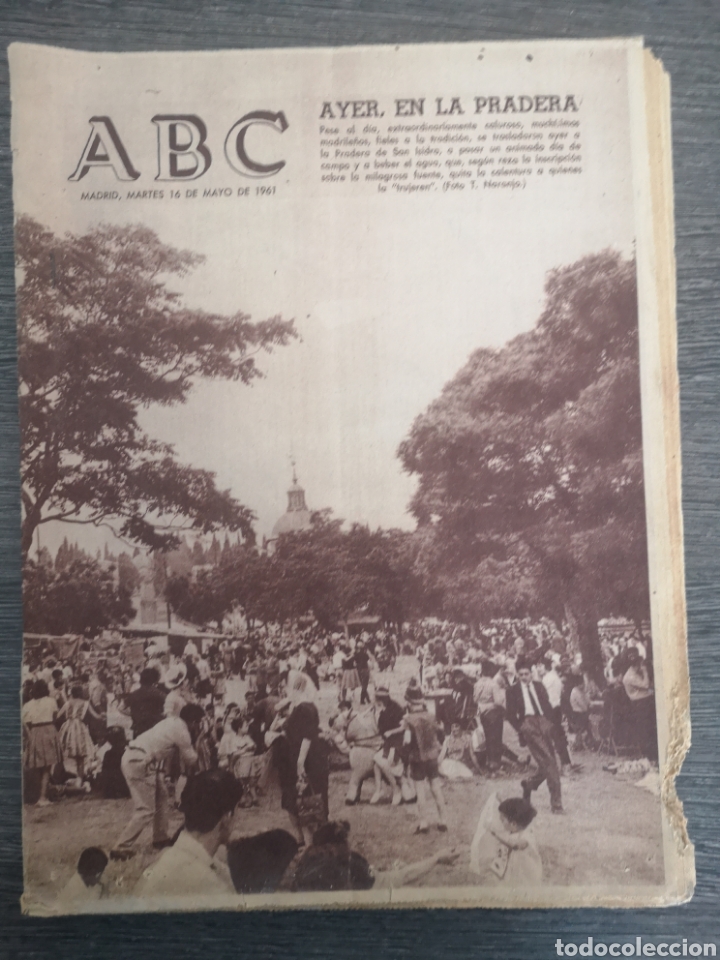 ABC
MADRID, MARTES 16 DE MAYO DE 1961
AYER, EN LA PRADERA
Pese al día, extraordinariamente caluroso, muchísimos
madrileños, fieles a la tradición, se trasladaron ayer a
la Pradera de San Isidro, a pasar un animado día de
campo y a beber el agua, que, según reza la inscripción
sobre la milagrosa fuente, quita la calentura a quienes
la "trujeren". (Foto T. Naranjo.)
todocoleccion